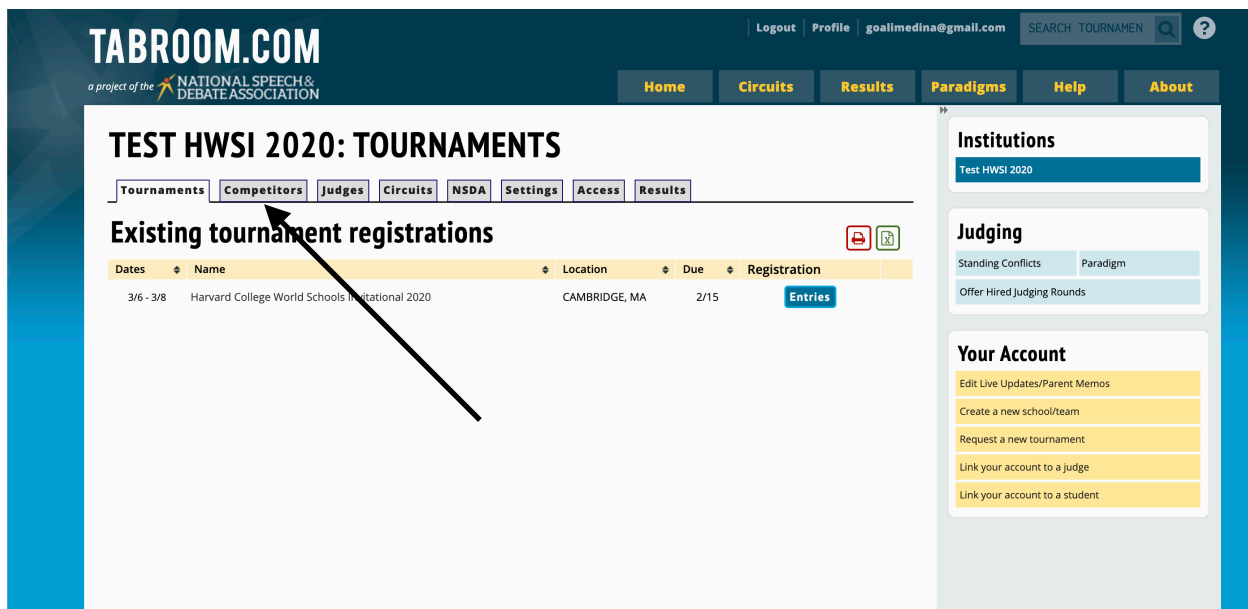 Logout Profile goalimedina@gmail.com SEARCH TOURNAMEN ?
TABROOM.COM
a project of the NATIONAL SPEECH & DEBATE ASSOCIATION
Home Circuits Results Paradigms Help About
TEST HWSI 2020: TOURNAMENTS
Tournaments Competitors Judges Circuits NSDA Settings Access Results
Existing tournament registrations
Dates Name Location Due Registration
3/6 - 3/8 Harvard College World Schools Invitational 2020 CAMBRIDGE, MA 2/15 Entries
Institutions
Test HWSI 2020
Judging
Standing Conflicts Paradigm
Offer Hired Judging Rounds
Your Account
Edit Live Updates/Parent Memos
Create a new school/team
Request a new tournament
Link your account to a judge
Link your account to a student